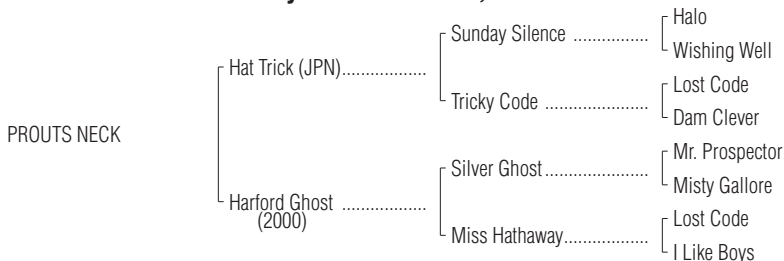 Halo
Sunday Silence ..................
Wishing Well
Hat Trick (JPN)...................
Lost Code
Tricky Code ......................
Dam Clever
PROUTS NECK
Mr. Prospector
Silver Ghost......................
Misty Gallore
Harford Ghost ...................
(2000)
Lost Code
Miss Hathaway..................
I Like Boys